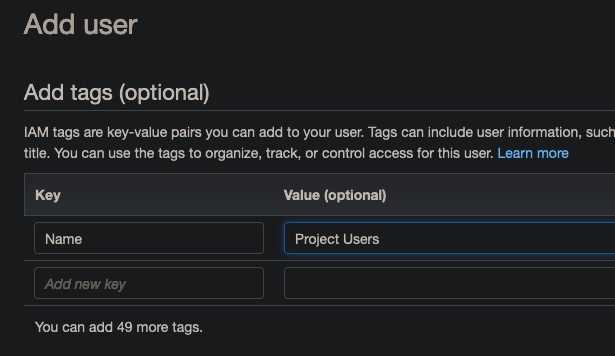 Add user
Add tags (optional)
IAM tags are key-value pairs you can add to your user. Tags can include user information, such
title. You can use the tags to organize, track, or control access for this user. Learn more
Key Value (optional)
Name Project Users
Add new key
You can add 49 more tags.